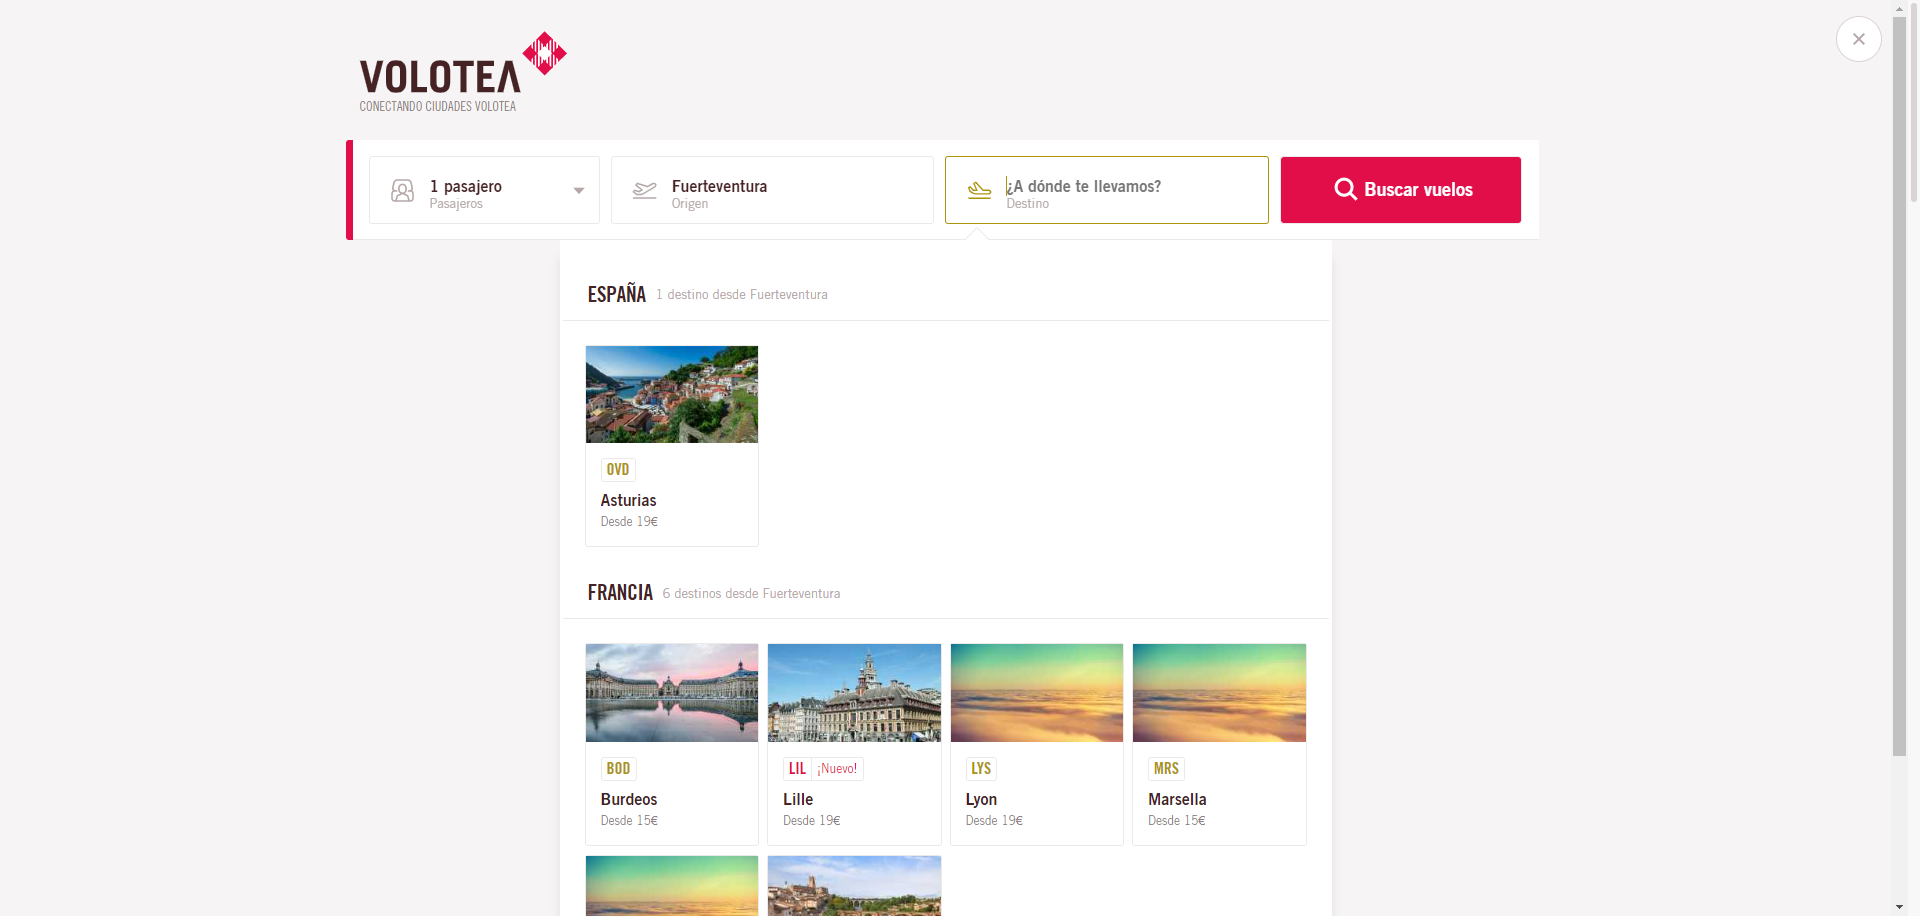 VOLOTEA
CONECTANDO CIUDADES VOLOTEA
1 pasajero
Pasajeros
Fuerteventura
Origen
¿A dónde te llevamos?
Destino
Buscar vuelos
ESPAÑA 1 destino desde Fuerteventura
OVD
Asturias
Desde 19€
FRANCIA 6 destinos desde Fuerteventura
BOD
Burdeos
Desde 15€
LIL ¡Nuevo!
Lille
Desde 19€
LYS
Lyon
Desde 19€
MRS
Marsella
Desde 15€